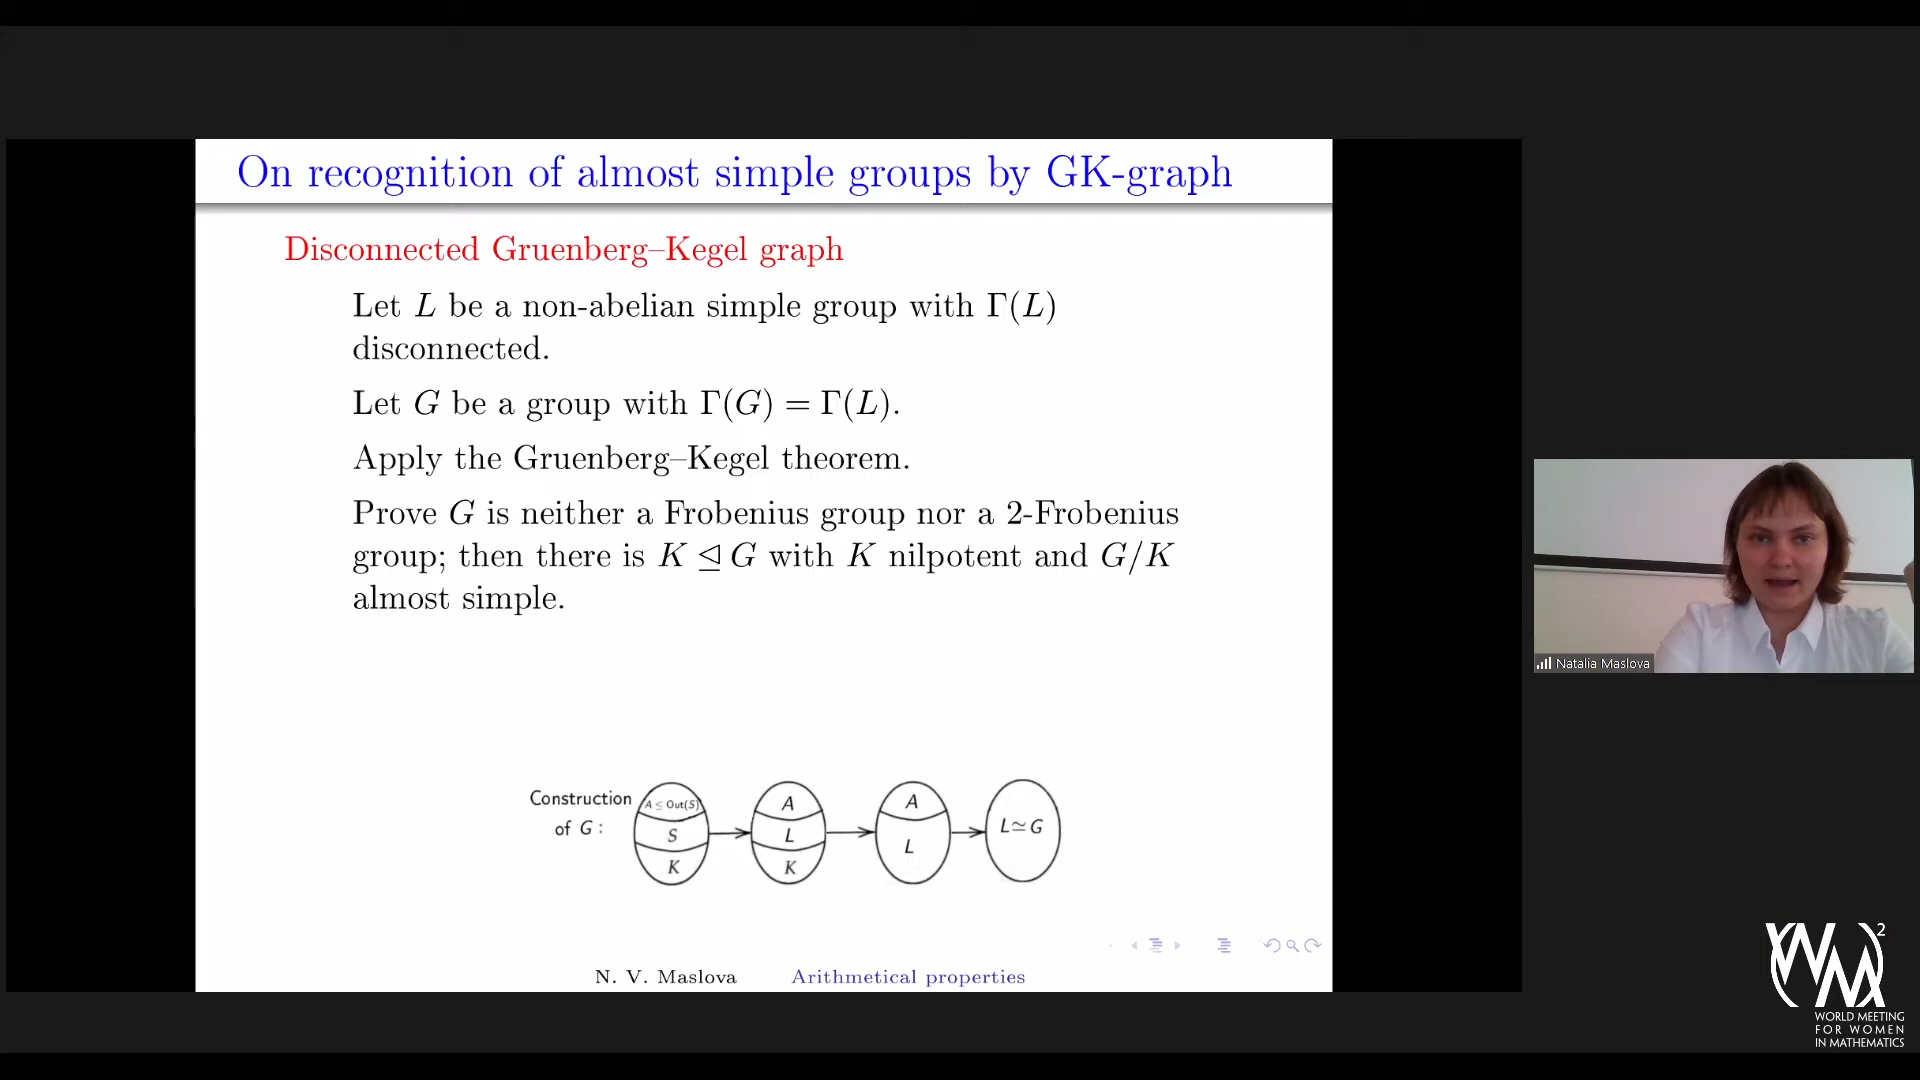 On recognition of almost simple groups by GK-graph
Disconnected Gruenberg–Kegel graph
Let L be a non-abelian simple group with Γ(L)
disconnected.
Let G be a group with Γ(G) = Γ(L).
Apply the Gruenberg–Kegel theorem.
Prove G is neither a Frobenius group nor a 2-Frobenius
group; then there is K ⊴ G with K nilpotent and G/K
almost simple.
Construction
of G :
A ≤ Out(S)
S
K
A
L
K
A
L
L ≃ G
N. V. Maslova Arithmetical properties
Natalia Maslova
WM 2
WORLD MEETING
FOR WOMEN
IN MATHEMATICS